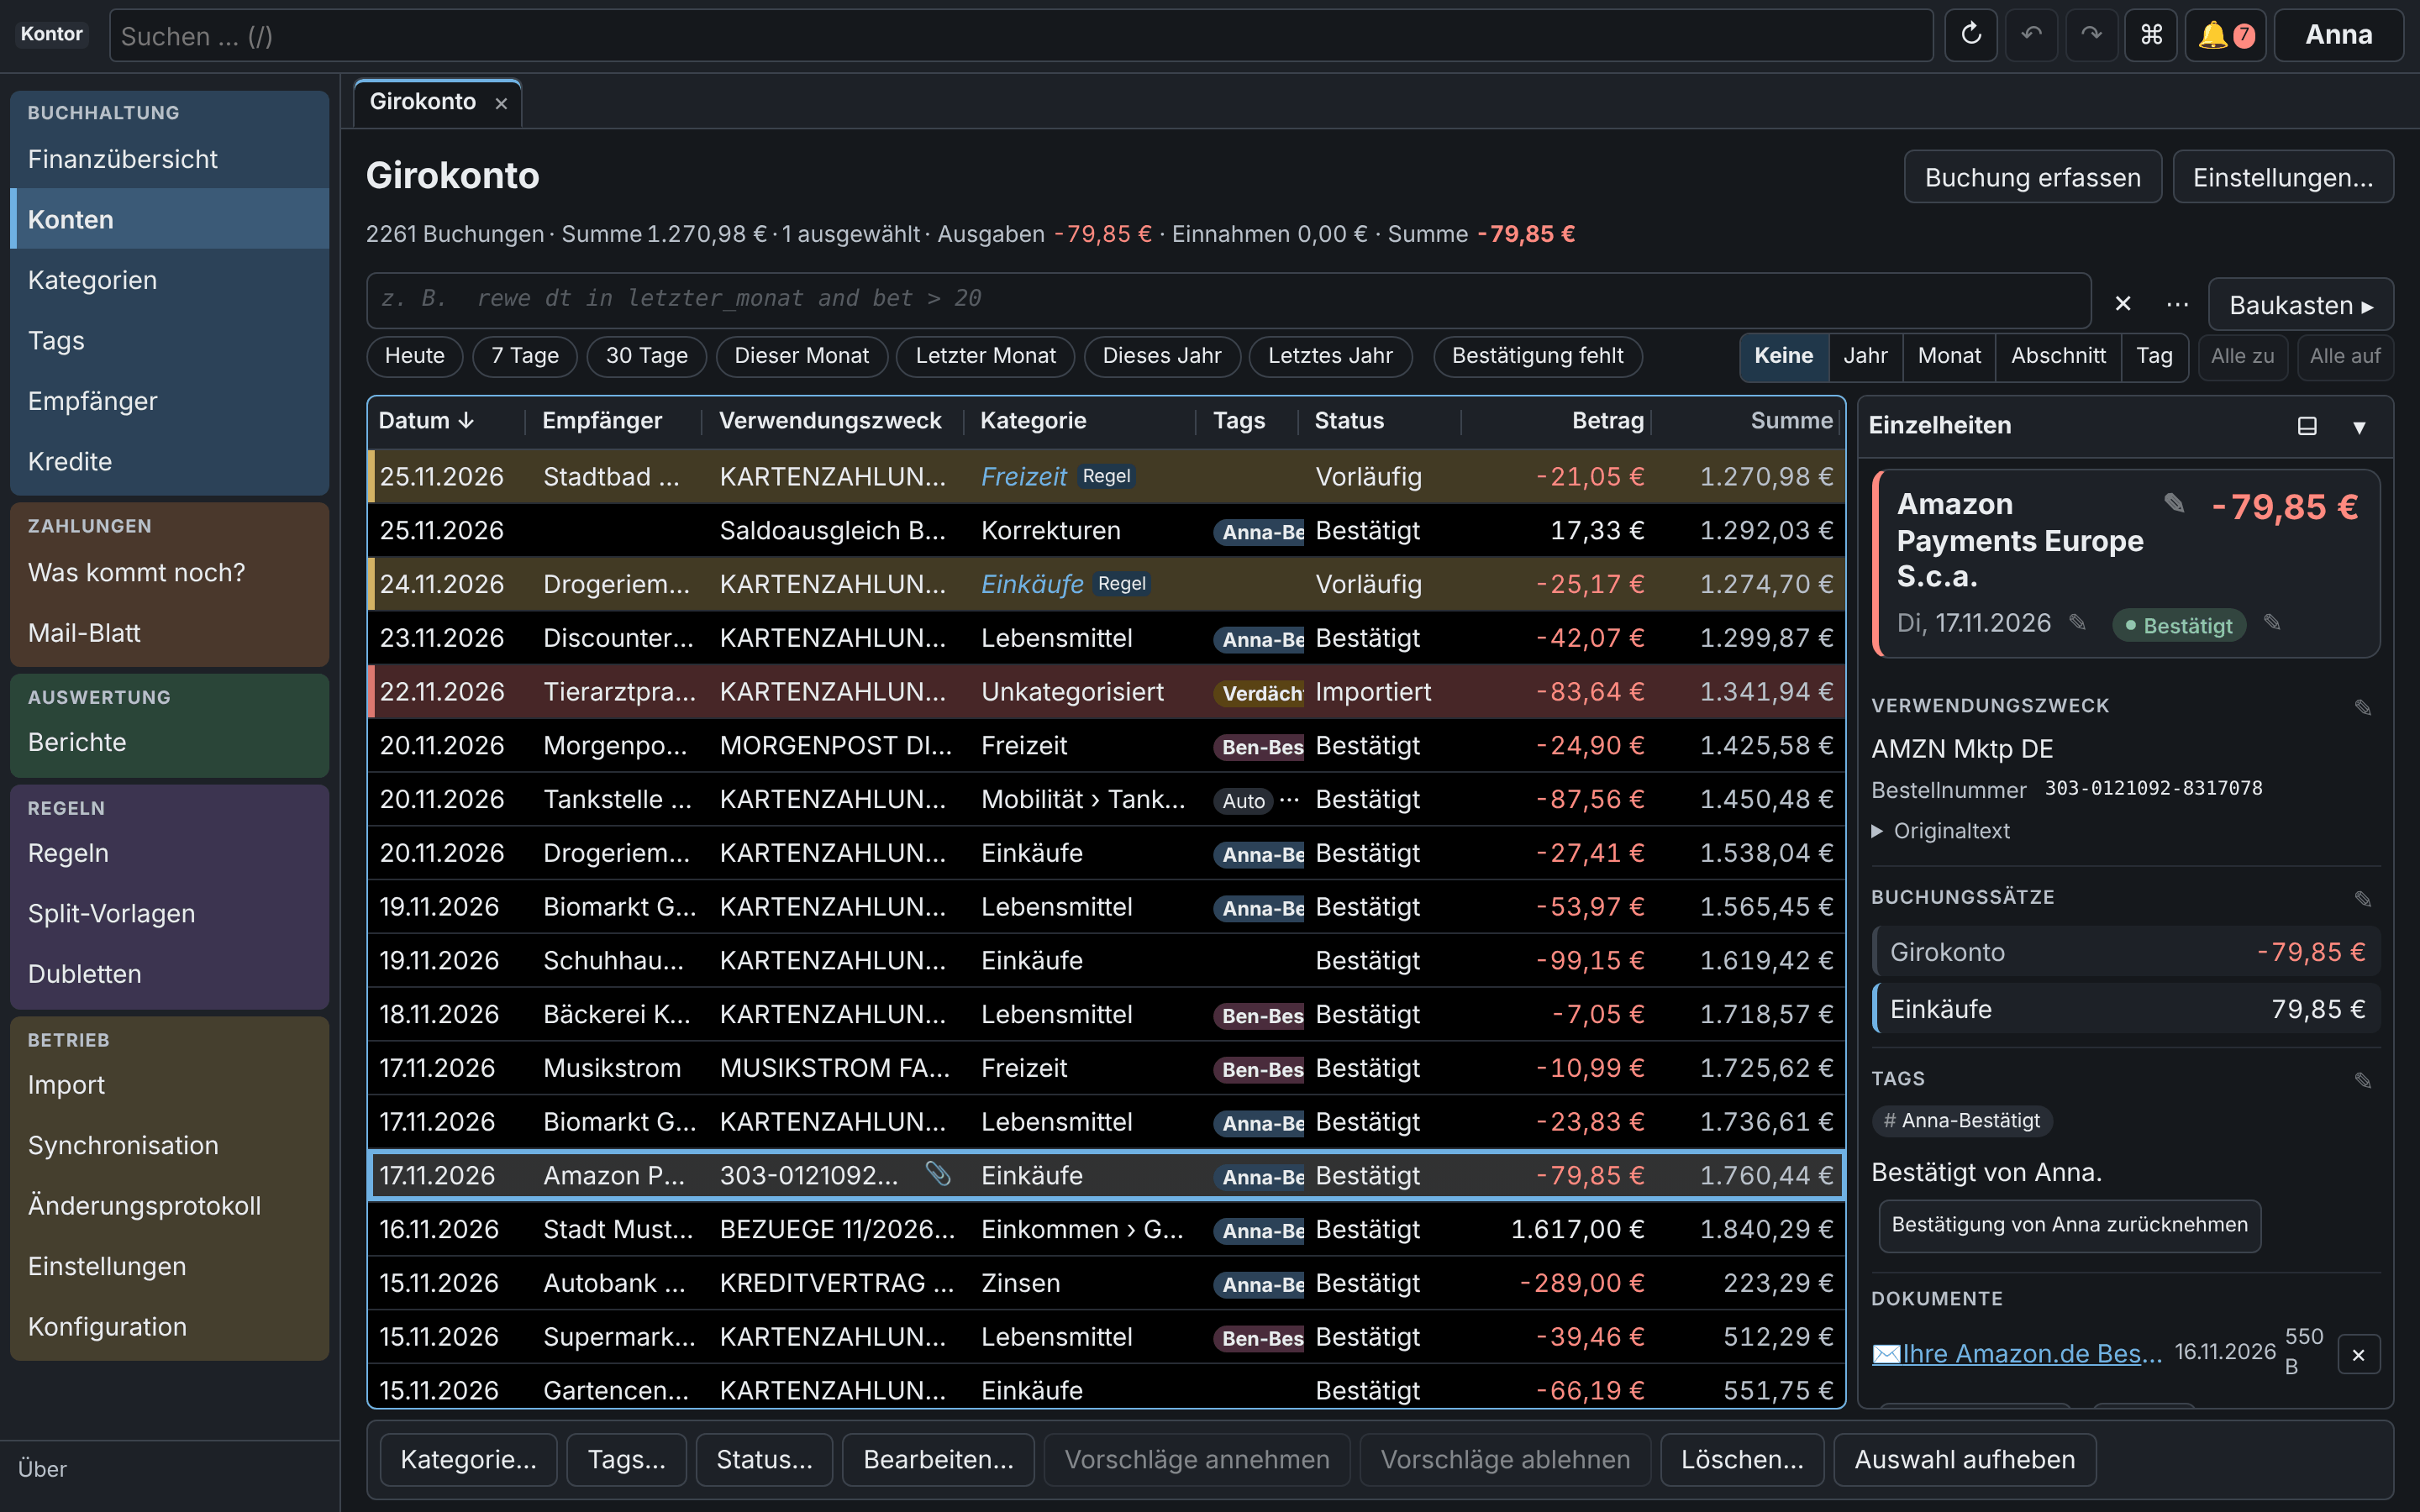 Kontor
Suchen ... (/)
7
Anna
BUCHHALTUNG
Finanzübersicht
Konten
Kategorien
Tags
Empfänger
Kredite
ZAHLUNGEN
Was kommt noch?
Mail-Blatt
AUSWERTUNG
Berichte
REGELN
Regeln
Split-Vorlagen
Dubletten
BETRIEB
Import
Synchronisation
Änderungsprotokoll
Einstellungen
Konfiguration
Über
Girokonto ×
Girokonto
Buchung erfassen Einstellungen...
2261 Buchungen · Summe 1.270,98 € · 1 ausgewählt · Ausgaben -79,85 € · Einnahmen 0,00 € · Summe -79,85 €
z. B. rewe dt in letzter_monat and bet > 20
× ... Baukasten ▸
Heute 7 Tage 30 Tage Dieser Monat Letzter Monat Dieses Jahr Letztes Jahr Bestätigung fehlt Keine Jahr Monat Abschnitt Tag Alle zu Alle auf
Datum ↓ Empfänger Verwendungszweck Kategorie Tags Status Betrag Summe
25.11.2026 Stadtbad ... KARTENZAHLUN... Freizeit Regel Vorläufig -21,05 € 1.270,98 €
25.11.2026 Saldoausgleich B... Korrekturen Anna-Be Bestätigt 17,33 € 1.292,03 €
24.11.2026 Drogeriem... KARTENZAHLUN... Einkäufe Regel Vorläufig -25,17 € 1.274,70 €
23.11.2026 Discounter... KARTENZAHLUN... Lebensmittel Anna-Be Bestätigt -42,07 € 1.299,87 €
22.11.2026 Tierarztpra... KARTENZAHLUN... Unkategorisiert Verdäch Importiert -83,64 € 1.341,94 €
20.11.2026 Morgenpo... MORGENPOST DI... Freizeit Ben-Bes Bestätigt -24,90 € 1.425,58 €
20.11.2026 Tankstelle ... KARTENZAHLUN... Mobilität › Tank... Auto ... Bestätigt -87,56 € 1.450,48 €
20.11.2026 Drogeriem... KARTENZAHLUN... Einkäufe Anna-Be Bestätigt -27,41 € 1.538,04 €
19.11.2026 Biomarkt G... KARTENZAHLUN... Lebensmittel Anna-Be Bestätigt -53,97 € 1.565,45 €
19.11.2026 Schuhhau... KARTENZAHLUN... Einkäufe Bestätigt -99,15 € 1.619,42 €
18.11.2026 Bäckerei K... KARTENZAHLUN... Lebensmittel Ben-Bes Bestätigt -7,05 € 1.718,57 €
17.11.2026 Musikstrom MUSIKSTROM FA... Freizeit Ben-Bes Bestätigt -10,99 € 1.725,62 €
17.11.2026 Biomarkt G... KARTENZAHLUN... Lebensmittel Anna-Be Bestätigt -23,83 € 1.736,61 €
17.11.2026 Amazon P... 303-0121092... Einkäufe Anna-Be Bestätigt -79,85 € 1.760,44 €
16.11.2026 Stadt Must... BEZUEGE 11/2026... Einkommen › G... Anna-Be Bestätigt 1.617,00 € 1.840,29 €
15.11.2026 Autobank ... KREDITVERTRAG ... Zinsen Anna-Be Bestätigt -289,00 € 223,29 €
15.11.2026 Supermark... KARTENZAHLUN... Lebensmittel Ben-Bes Bestätigt -39,46 € 512,29 €
15.11.2026 Gartencen... KARTENZAHLUN... Einkäufe Bestätigt -66,19 € 551,75 €
Einzelheiten
Amazon
Payments Europe
S.c.a.
-79,85 €
Di, 17.11.2026 Bestätigt
VERWENDUNGSZWECK
AMZN Mktp DE
Bestellnummer 303-0121092-8317078
▶ Originaltext
BUCHUNGSSÄTZE
Girokonto -79,85 €
Einkäufe 79,85 €
TAGS
# Anna-Bestätigt
Bestätigt von Anna.
Bestätigung von Anna zurücknehmen
DOKUMENTE
Ihre Amazon.de Bes... 16.11.2026 550 B ×
Kategorie... Tags... Status... Bearbeiten... Vorschläge annehmen Vorschläge ablehnen Löschen... Auswahl aufheben